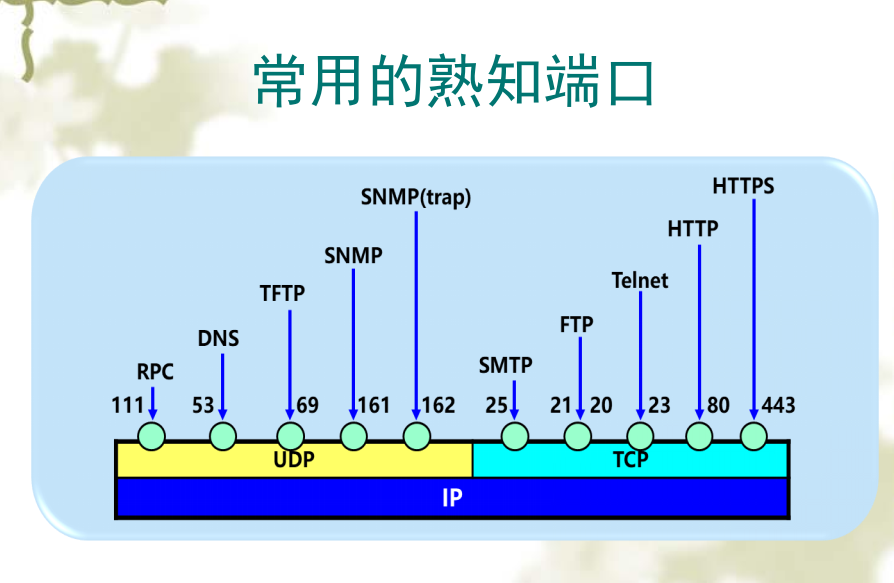 常用的熟知端口
HTTPS
SNMP(trap)
HTTP
SNMP
Telnet
TFTP
FTP
DNS
SMTP
RPC
111 53 69 161 162 25 21 20 23 80 443
UDP TCP
IP